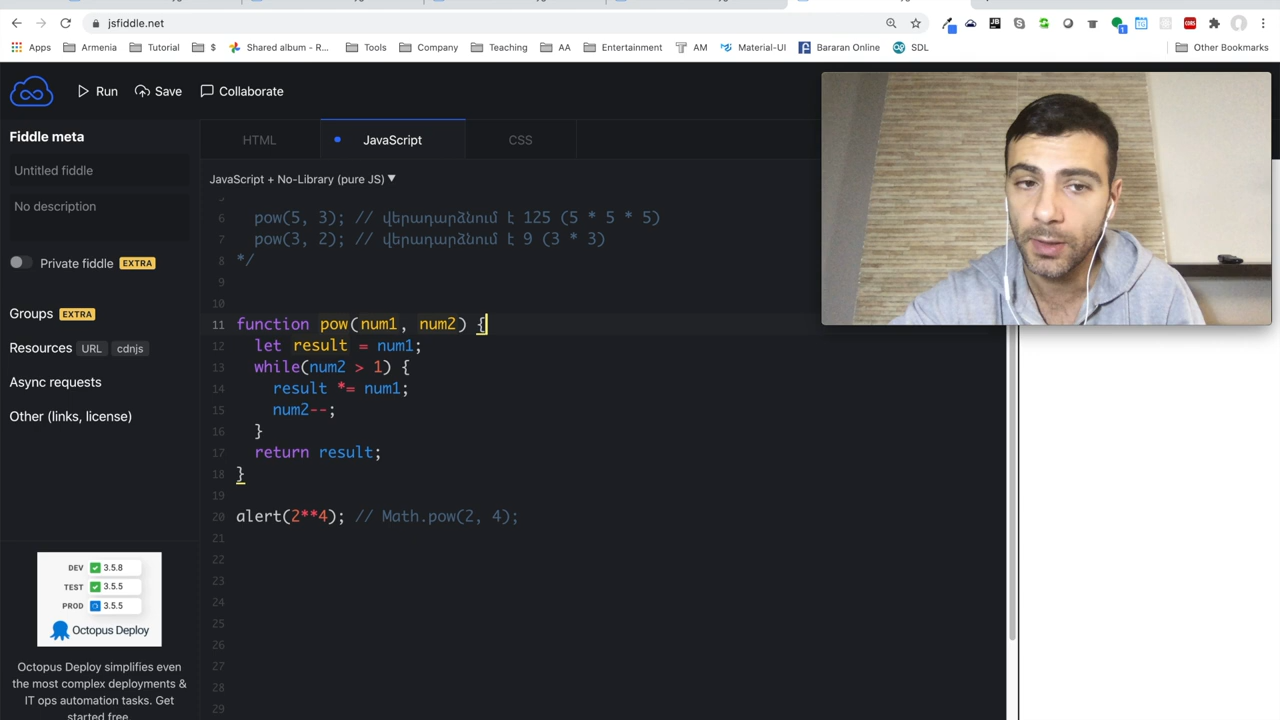 jsfiddle.net
Apps Armenia Tutorial $ Shared album - R... Tools Company Teaching AA Entertainment AM Material-UI Bararan Online SDL Other Bookmarks
Run Save Collaborate
Fiddle meta
Untitled fiddle
No description
Private fiddle EXTRA
Groups EXTRA
Resources URL cdnjs
Async requests
Other (links, license)
DEV 3.5.8
TEST 3.5.5
PROD 3.5.5
Octopus Deploy
Octopus Deploy simplifies even
the most complex deployments &
IT ops automation tasks. Get
started free.
HTML JavaScript CSS
JavaScript + No-Library (pure JS) ▼
6 pow(5, 3); // վերադարձնում է 125 (5 * 5 * 5)
7 pow(3, 2); // վերադարձնում է 9 (3 * 3)
8 */
9
10
11 function pow(num1, num2) {
12 let result = num1;
13 while(num2 > 1) {
14 result *= num1;
15 num2--;
16 }
17 return result;
18 }
19
20 alert(2**4); // Math.pow(2, 4);
21
22
23
24
25
26
27
28
29